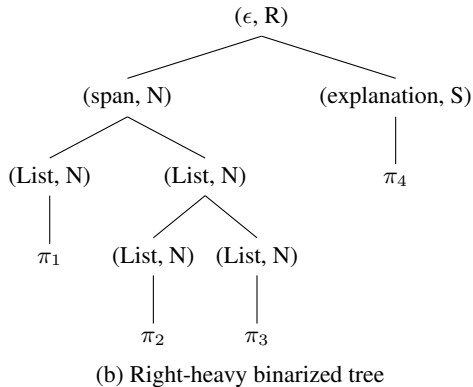 (ϵ, R)
(span, N) (explanation, S)
(List, N) (List, N) π₄
π₁ (List, N) (List, N)
π₂ π₃
(b) Right-heavy binarized tree